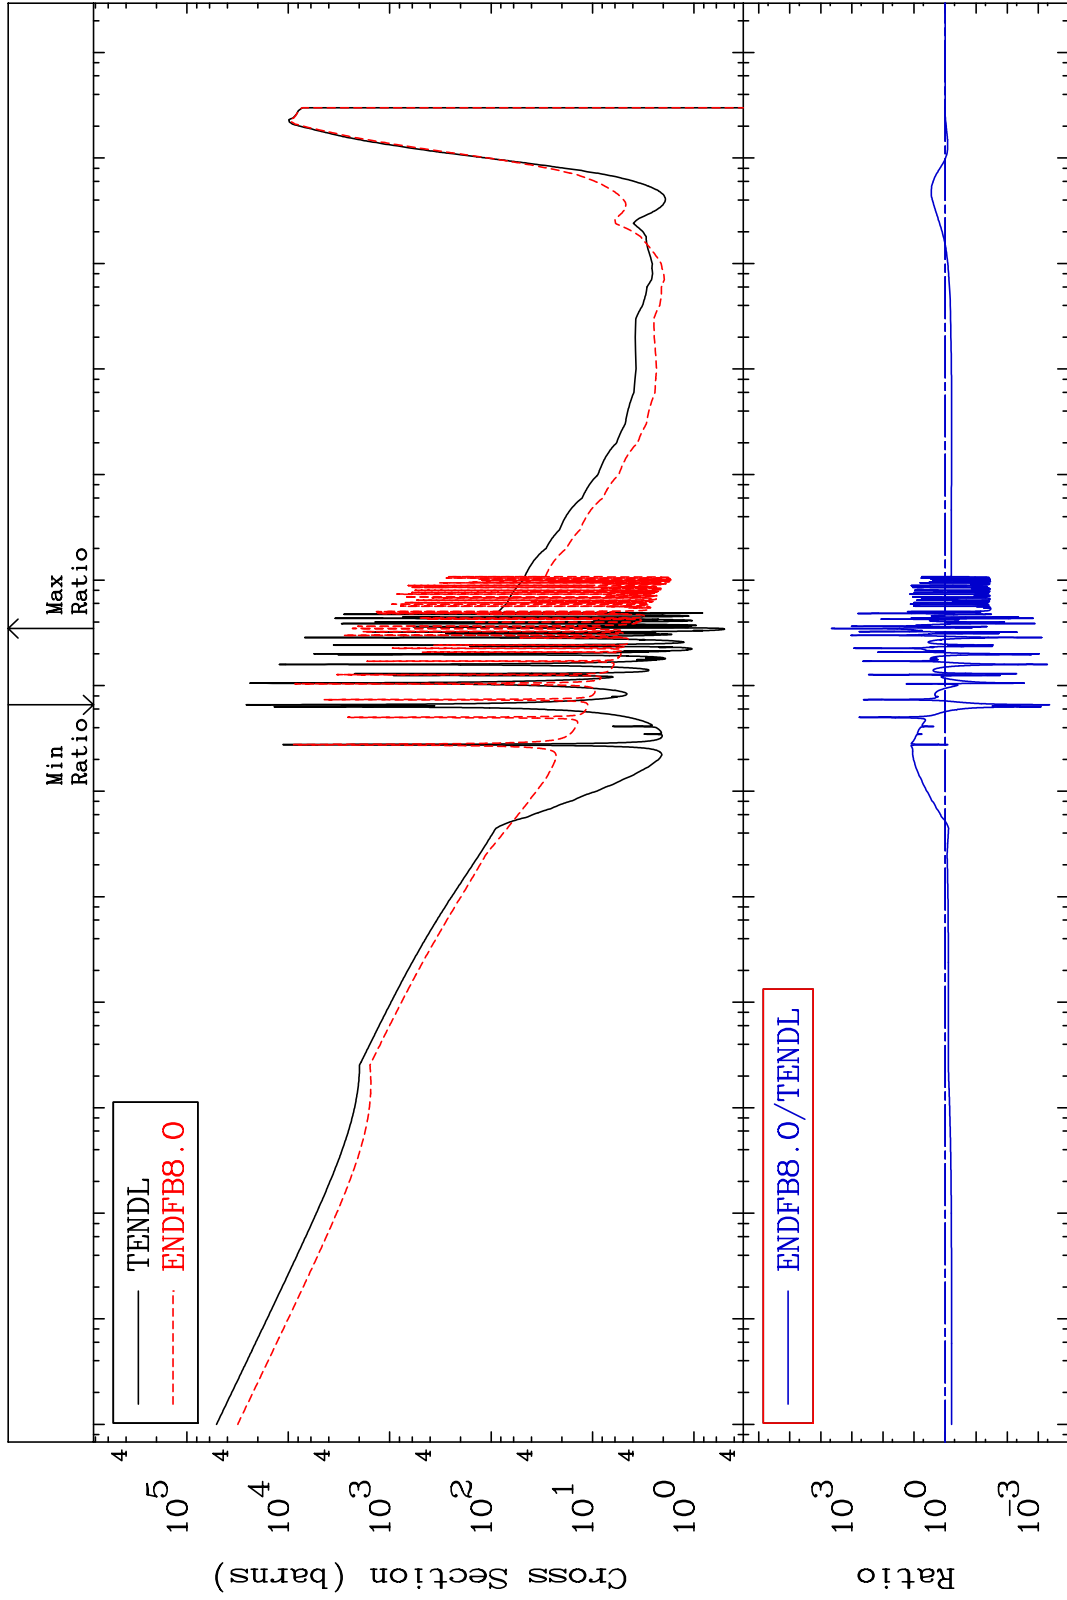 Min
Ratio
Max
Ratio
TENDL
ENDFB8.0
Cross Section (barns)
4
10^5
4
10^4
4
10^3
4
10^2
4
10^1
4
10^0
ENDFB8.0/TENDL
Ratio
10^3
10^0
10^-3